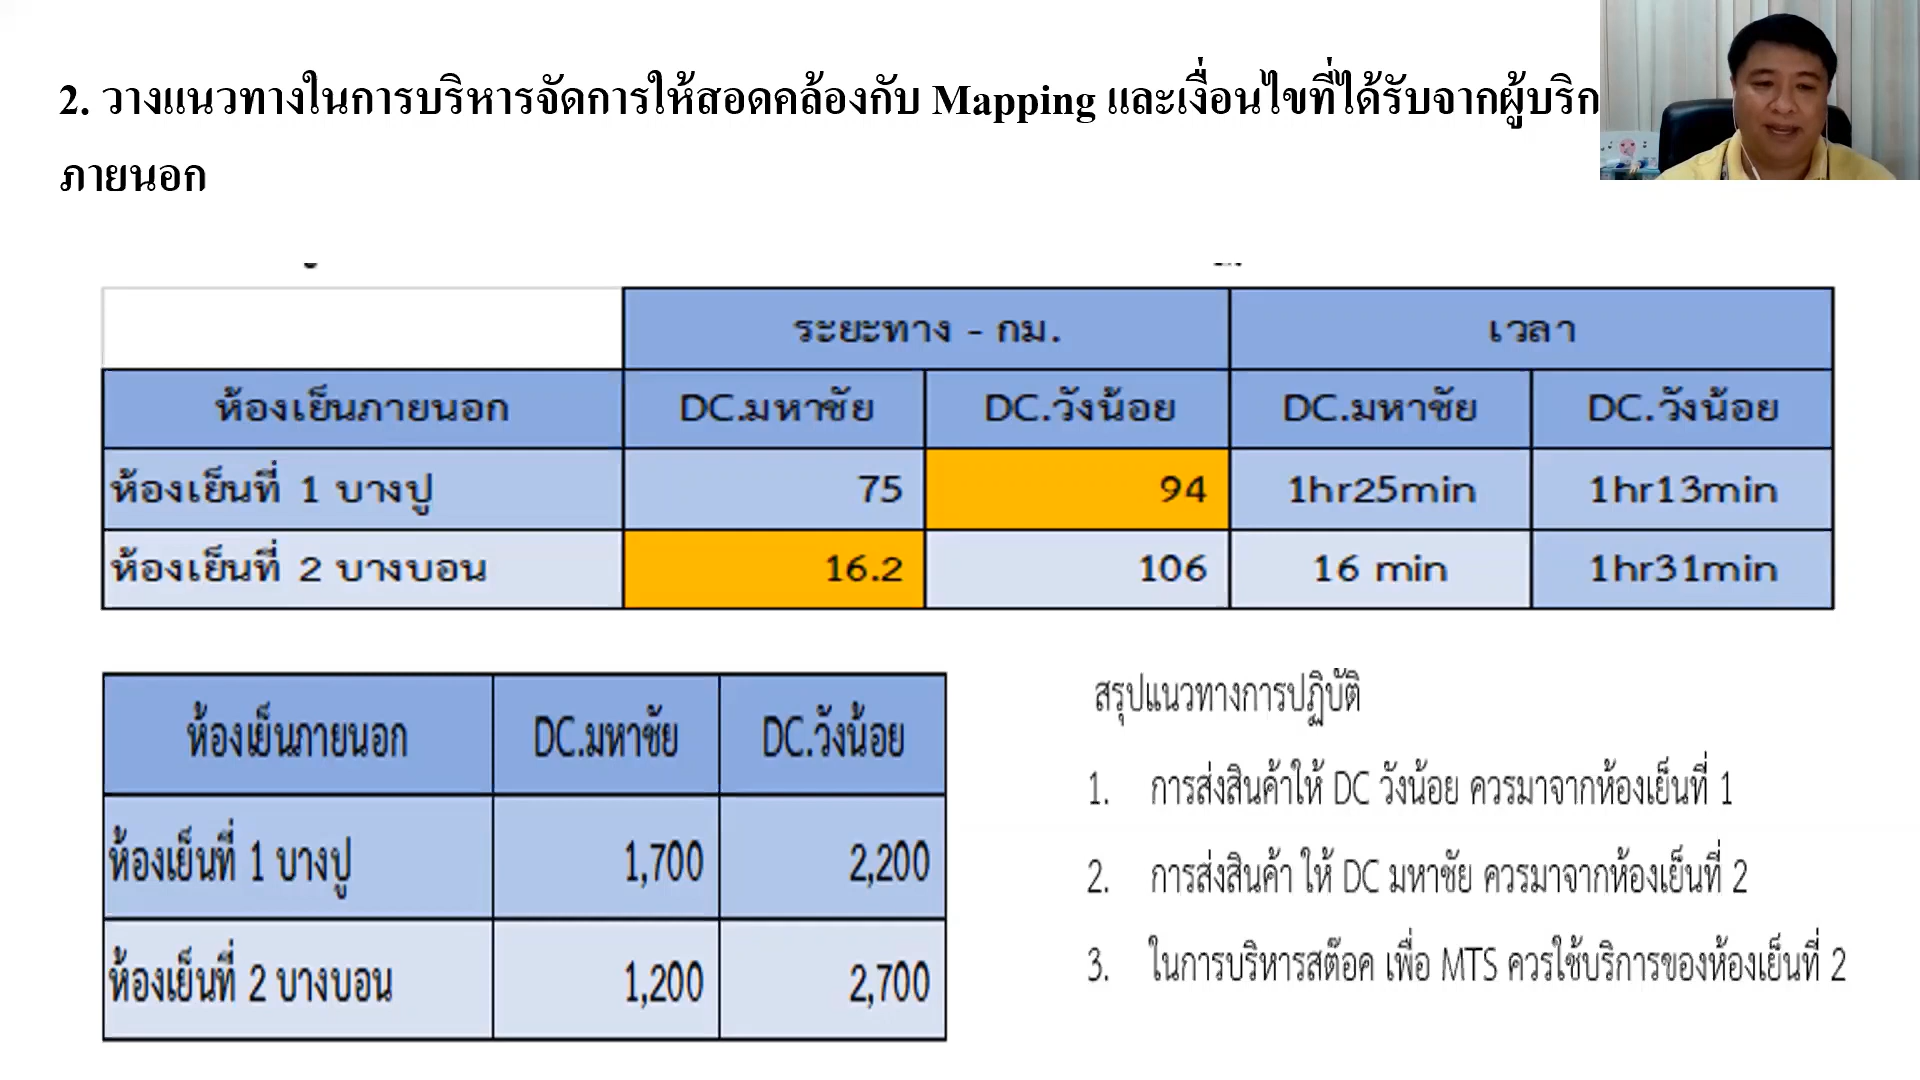 2. วางแนวทางในการบริหารจัดการให้สอดคล้องกับ Mapping และเงื่อนไขที่ได้รับจากผู้บริก
ภายนอก
ระยะทาง - กม. เวลา
ห้องเย็นภายนอก DC.มหาชัย DC.วังน้อย DC.มหาชัย DC.วังน้อย
ห้องเย็นที่ 1 บางปู 75 94 1hr25min 1hr13min
ห้องเย็นที่ 2 บางบอน 16.2 106 16 min 1hr31min
ห้องเย็นภายนอก DC.มหาชัย DC.วังน้อย
ห้องเย็นที่ 1 บางปู 1,700 2,200
ห้องเย็นที่ 2 บางบอน 1,200 2,700
สรุปแนวทางการปฏิบัติ
1. การส่งสินค้าให้ DC วังน้อย ควรมาจากห้องเย็นที่ 1
2. การส่งสินค้า ให้ DC มหาชัย ควรมาจากห้องเย็นที่ 2
3. ในการบริหารสต๊อค เพื่อ MTS ควรใช้บริการของห้องเย็นที่ 2